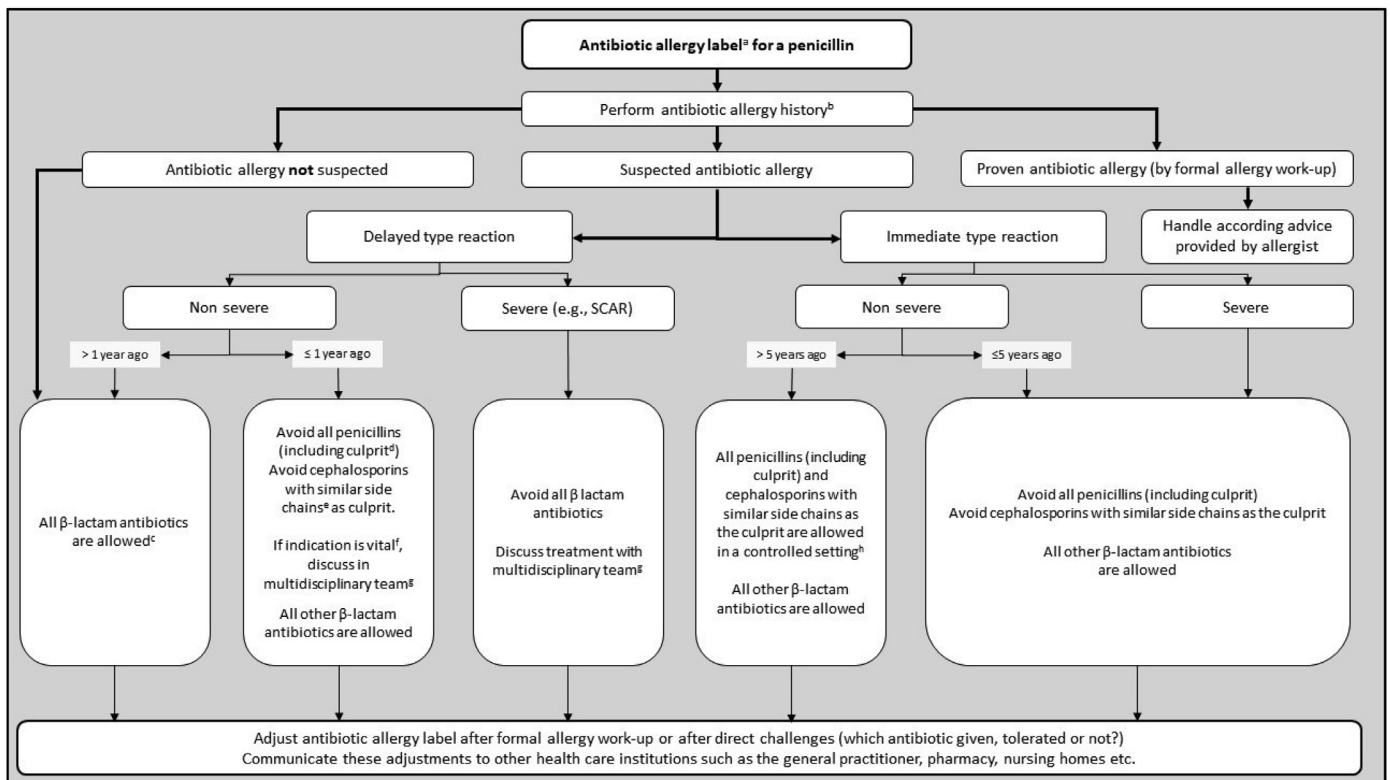 Antibiotic allergy labelᵃ for a penicillin
Perform antibiotic allergy historyᵇ
Antibiotic allergy not suspected
Suspected antibiotic allergy
Proven antibiotic allergy (by formal allergy work-up)
Delayed type reaction
Immediate type reaction
Handle according advice
provided by allergist
Non severe
Severe (e.g., SCAR)
Non severe
Severe
> 1 year ago
≤ 1 year ago
> 5 years ago
≤5 years ago
All β-lactam antibiotics
are allowedᶜ
Avoid all penicillins
(including culpritᵈ)
Avoid cephalosporins
with similar side
chainsᵉ as culprit.
If indication is vitalᶠ,
discuss in
multidisciplinary teamᵍ
All other β-lactam
antibiotics are allowed
Avoid all β lactam
antibiotics
Discuss treatment with
multidisciplinary teamᵍ
All penicillins (including
culprit) and
cephalosporins with
similar side chains as
the culprit are allowed
in a controlled settingʰ
All other β-lactam
antibiotics are allowed
Avoid all penicillins (including culprit)
Avoid cephalosporins with similar side chains as the culprit
All other β-lactam antibiotics
are allowed
Adjust antibiotic allergy label after formal allergy work-up or after direct challenges (which antibiotic given, tolerated or not?)
Communicate these adjustments to other health care institutions such as the general practitioner, pharmacy, nursing homes etc.